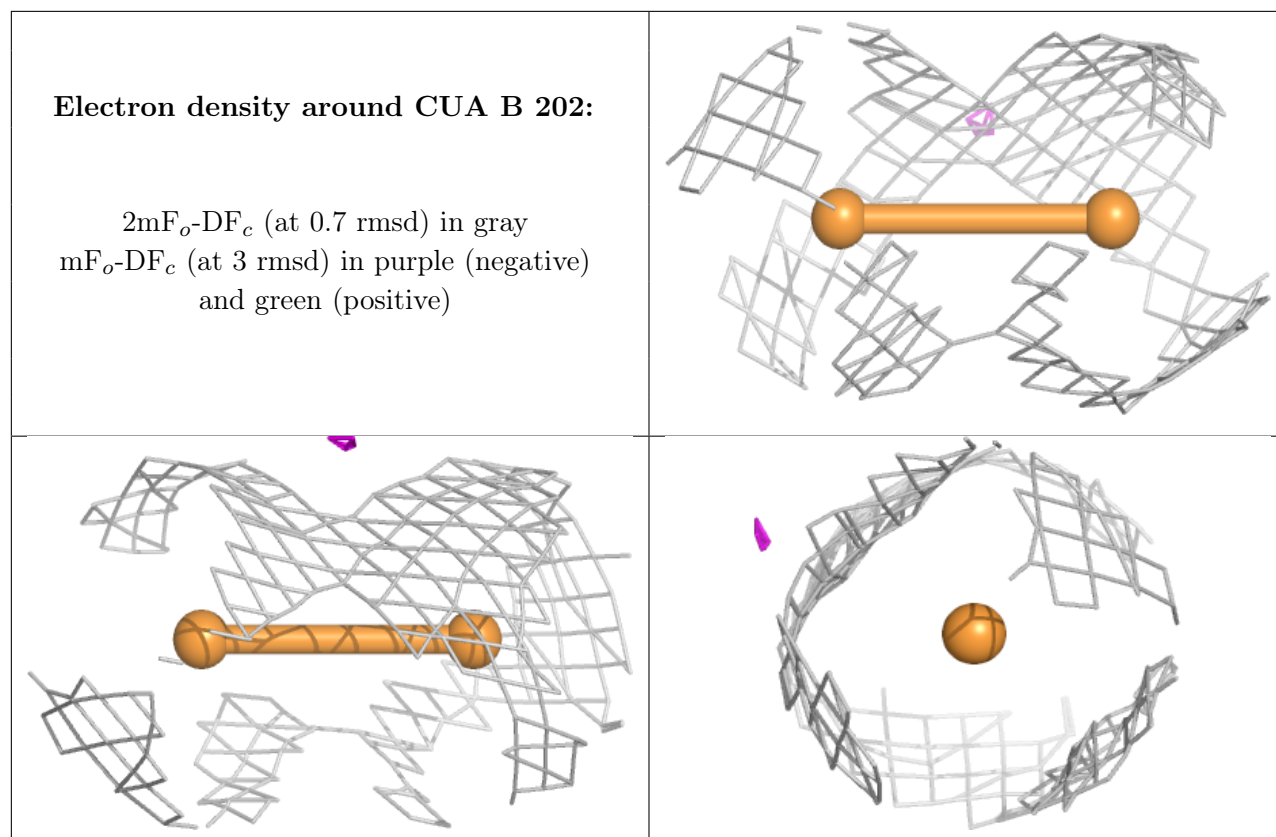 Electron density around CUA B 202:
2mFₒ-DF𝒸 (at 0.7 rmsd) in gray
mFₒ-DF𝒸 (at 3 rmsd) in purple (negative)
and green (positive)